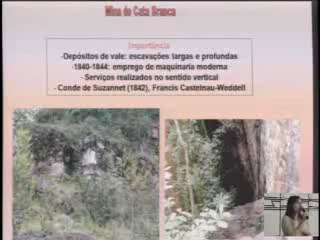 Mina de Cata Branca
Importância
-Depósitos de vale: escavações largas e profundas
-1840-1844: emprego de maquinaria moderna
- Serviços realizados no sentido vertical
- Conde de Suzannet (1842), Francis Castelnau-Weddell